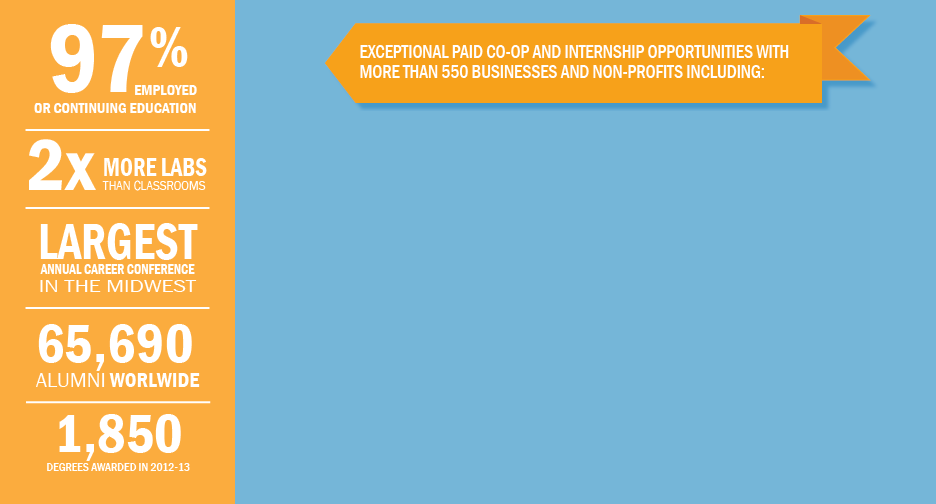 97%
EMPLOYED
OR CONTINUING EDUCATION
2x MORE LABS
THAN CLASSROOMS
LARGEST
ANNUAL CAREER CONFERENCE
IN THE MIDWEST
65,690
ALUMNI WORLWIDE
1,850
DEGREES AWARDED IN 2012-13
EXCEPTIONAL PAID CO-OP AND INTERNSHIP OPPORTUNITIES WITH
MORE THAN 550 BUSINESSES AND NON-PROFITS INCLUDING: